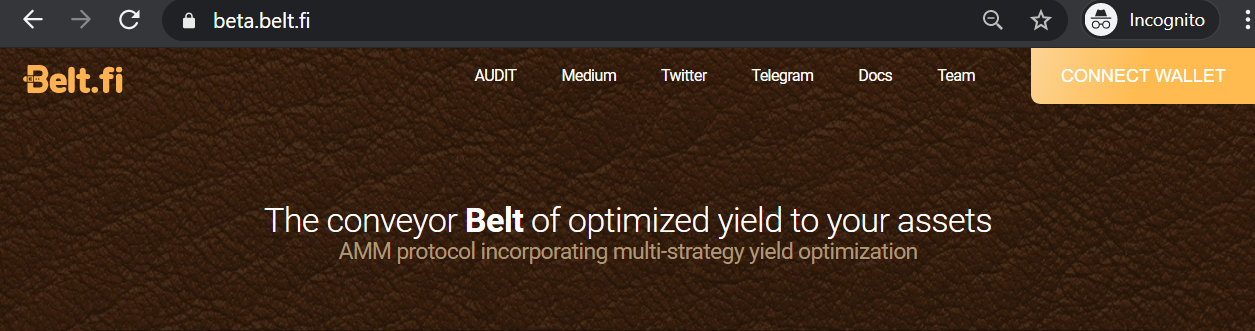 beta.belt.fi Incognito
Belt.fi AUDIT Medium Twitter Telegram Docs Team CONNECT WALLET
The conveyor Belt of optimized yield to your assets
AMM protocol incorporating multi-strategy yield optimization